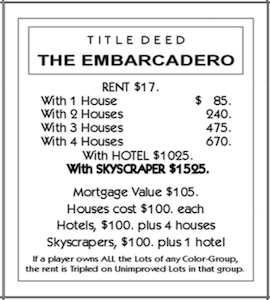 TITLE DEED
THE EMBARCADERO
RENT $17.
With 1 House $ 85.
With 2 Houses 240.
With 3 Houses 475.
With 4 Houses 670.
With HOTEL $1025.
With SKYSCRAPER $1525.
Mortgage Value $105.
Houses cost $100. each
Hotels, $100. plus 4 houses
Skyscrapers, $100. plus 1 hotel
If a player owns ALL the Lots of any Color-Group,
the rent is Tripled on Unimproved Lots in that group.